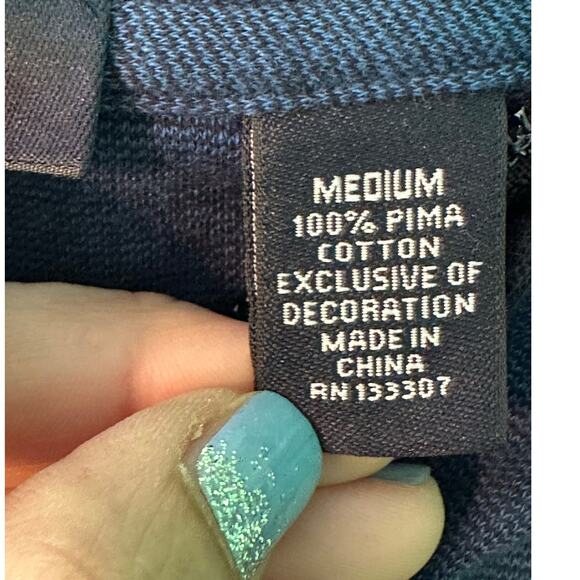 MEDIUM
100% PIMA
COTTON
EXCLUSIVE OF
DECORATION
MADE IN
CHINA
RN 133307